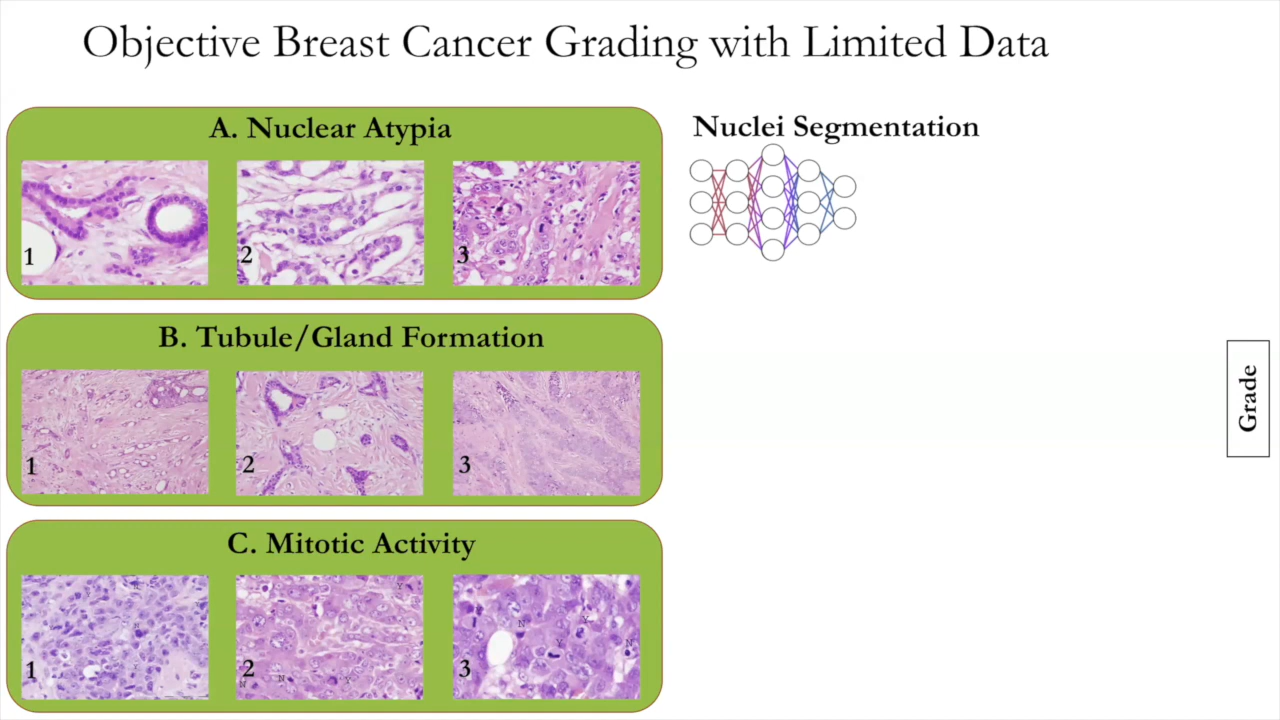 Objective Breast Cancer Grading with Limited Data
A. Nuclear Atypia
1
2
3
Nuclei Segmentation
B. Tubule/Gland Formation
1
2
3
Grade
C. Mitotic Activity
1
2
3
N
Y
N
N
Y
N
Y
Y
N